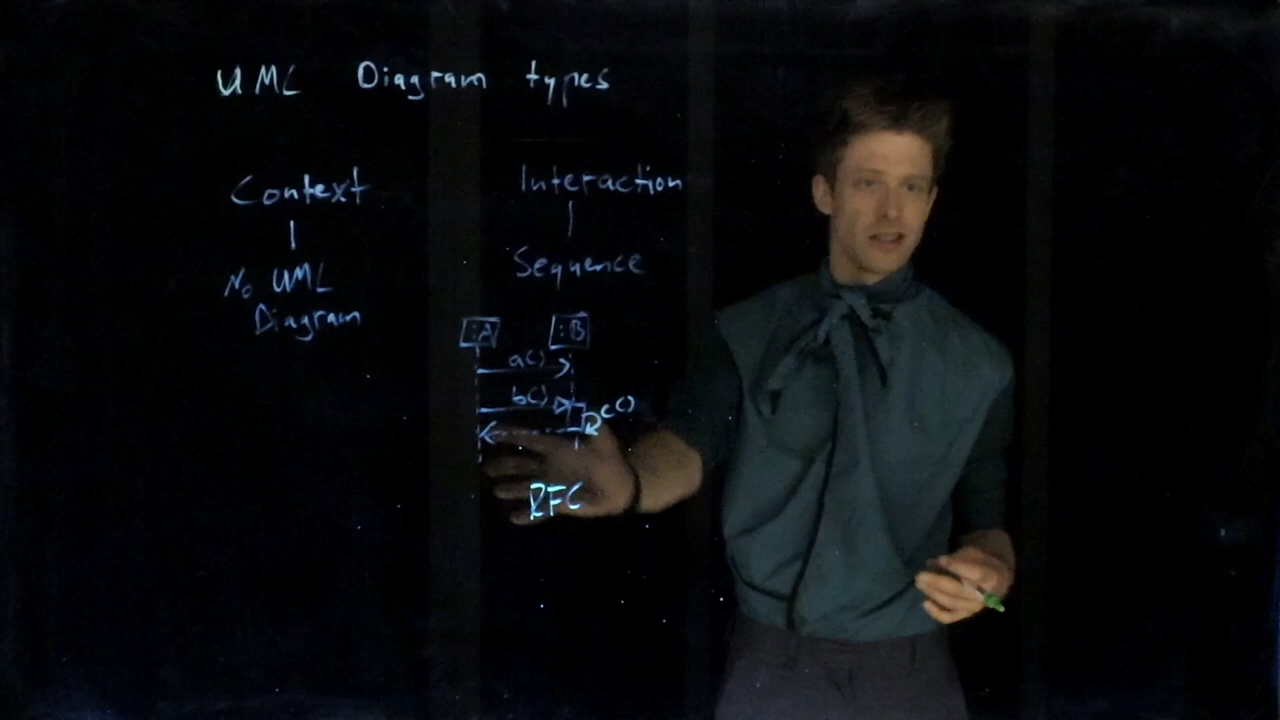 UML Diagram types
Context
No UML
Diagram
Interaction
Sequence
:A :B
a()
b()
c()
RFC